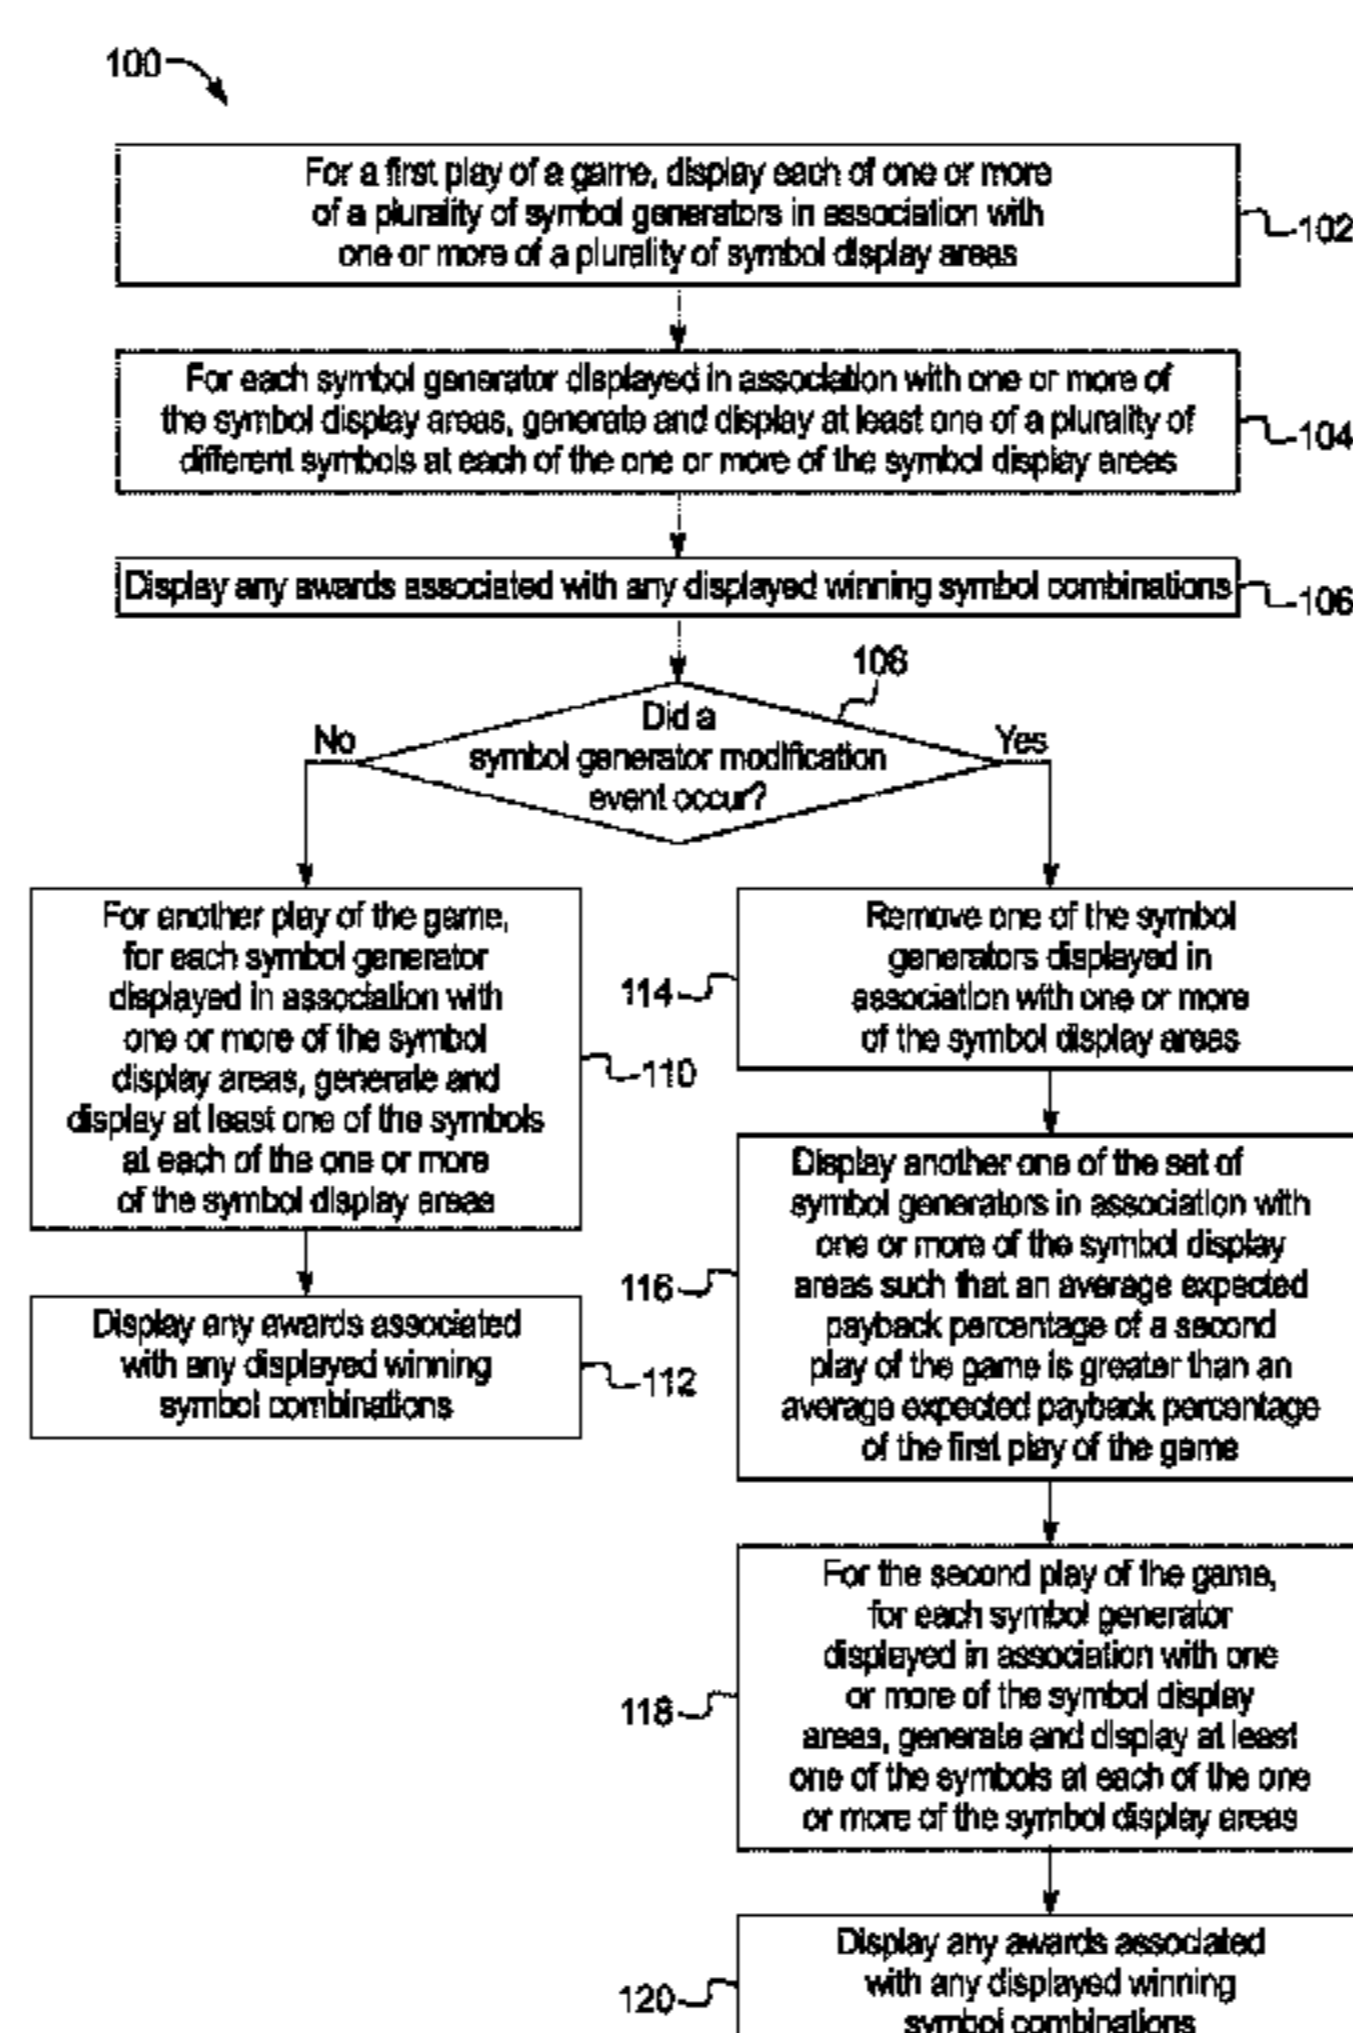 100
For a first play of a game, display each of one or more
of a plurality of symbol generators in association with
one or more of a plurality of symbol display areas
102
For each symbol generator displayed in association with one or more of
the symbol display areas, generate and display at least one of a plurality of
different symbols at each of the one or more of the symbol display areas
104
Display any awards associated with any displayed winning symbol combinations
106
108
Did a
symbol generator modification
event occur?
No
Yes
For another play of the game,
for each symbol generator
displayed in association with
one or more of the symbol
display areas, generate and
display at least one of the symbols
at each of the one or more
of the symbol display areas
110
Display any awards associated
with any displayed winning
symbol combinations
112
Remove one of the symbol
generators displayed in
association with one or more
of the symbol display areas
114
Display another one of the set of
symbol generators in association with
one or more of the symbol display
areas such that an average expected
payback percentage of a second
play of the game is greater than an
average expected payback percentage
of the first play of the game
116
For the second play of the game,
for each symbol generator
displayed in association with one
or more of the symbol display
areas, generate and display at least
one of the symbols at each of the one
or more of the symbol display areas
118
Display any awards associated
with any displayed winning
symbol combinations
120